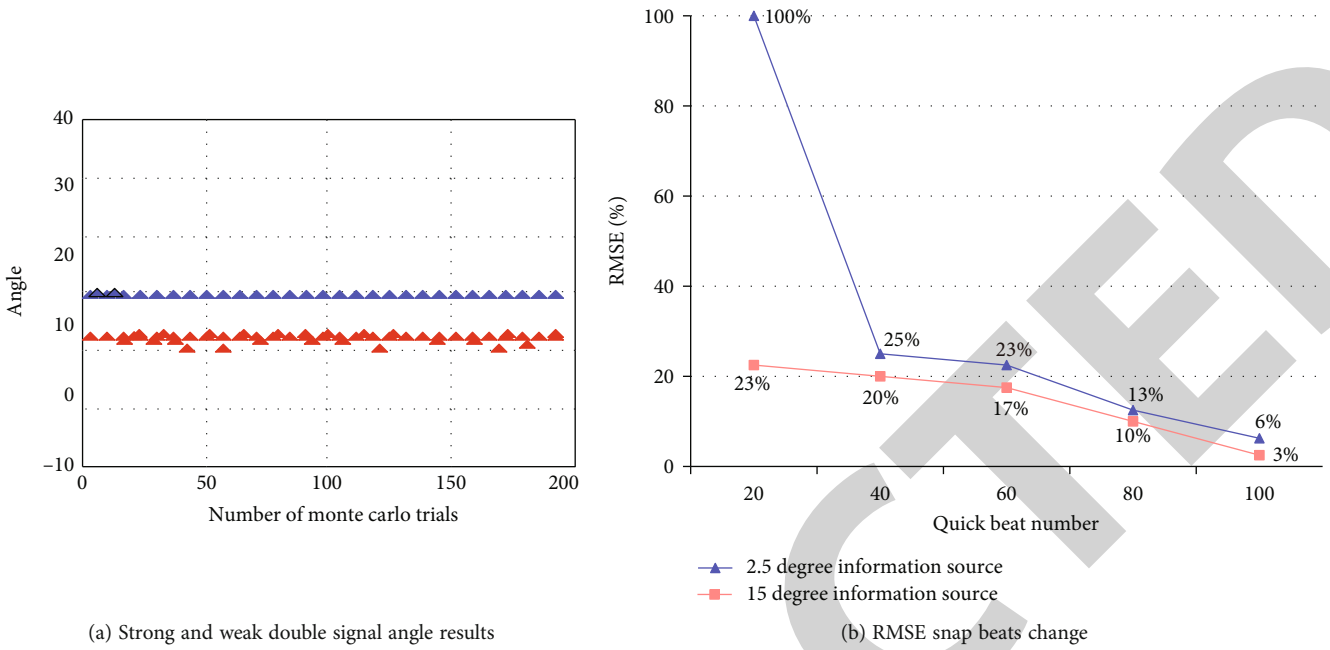 40
30
20
10
0
−10
Angle
0 50 100 150 200
Number of monte carlo trials
(a) Strong and weak double signal angle results
100
80
60
40
20
0
RMSE (%)
100%
25%
23%
13%
6%
23%
20%
17%
10%
3%
20 40 60 80 100
Quick beat number
2.5 degree information source
15 degree information source
(b) RMSE snap beats change
CTED